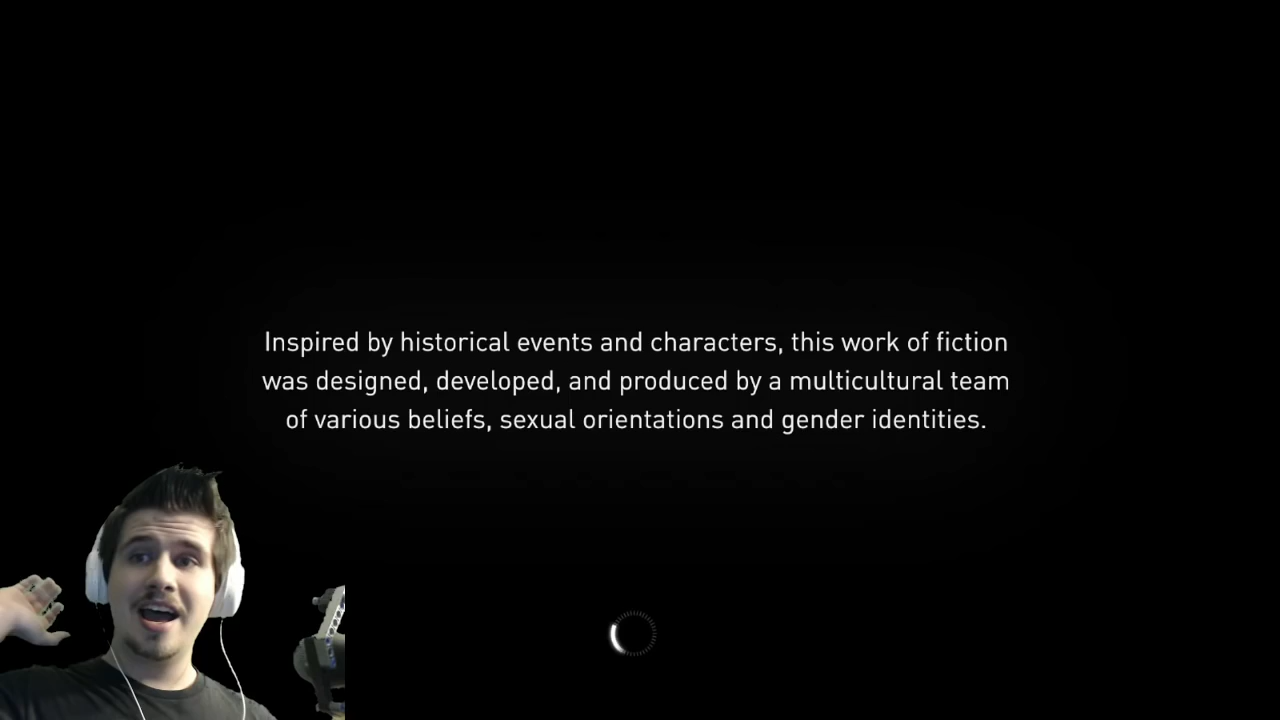 Inspired by historical events and characters, this work of fiction
was designed, developed, and produced by a multicultural team
of various beliefs, sexual orientations and gender identities.